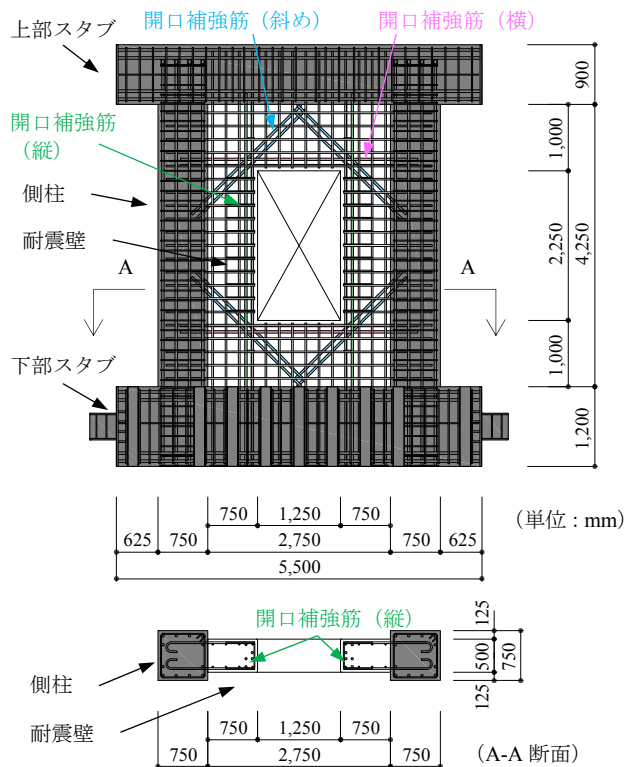 上部スタブ
開口補強筋（斜め）
開口補強筋（横）
開口補強筋
（縦）
側柱
耐震壁
A
A
下部スタブ
900
1,000
2,250
4,250
1,000
1,200
750
1,250
750
625
750
2,750
750
625
5,500
（単位 : mm）
開口補強筋（縦）
側柱
耐震壁
125
500
750
125
750
1,250
750
750
2,750
750
（A-A 断面）